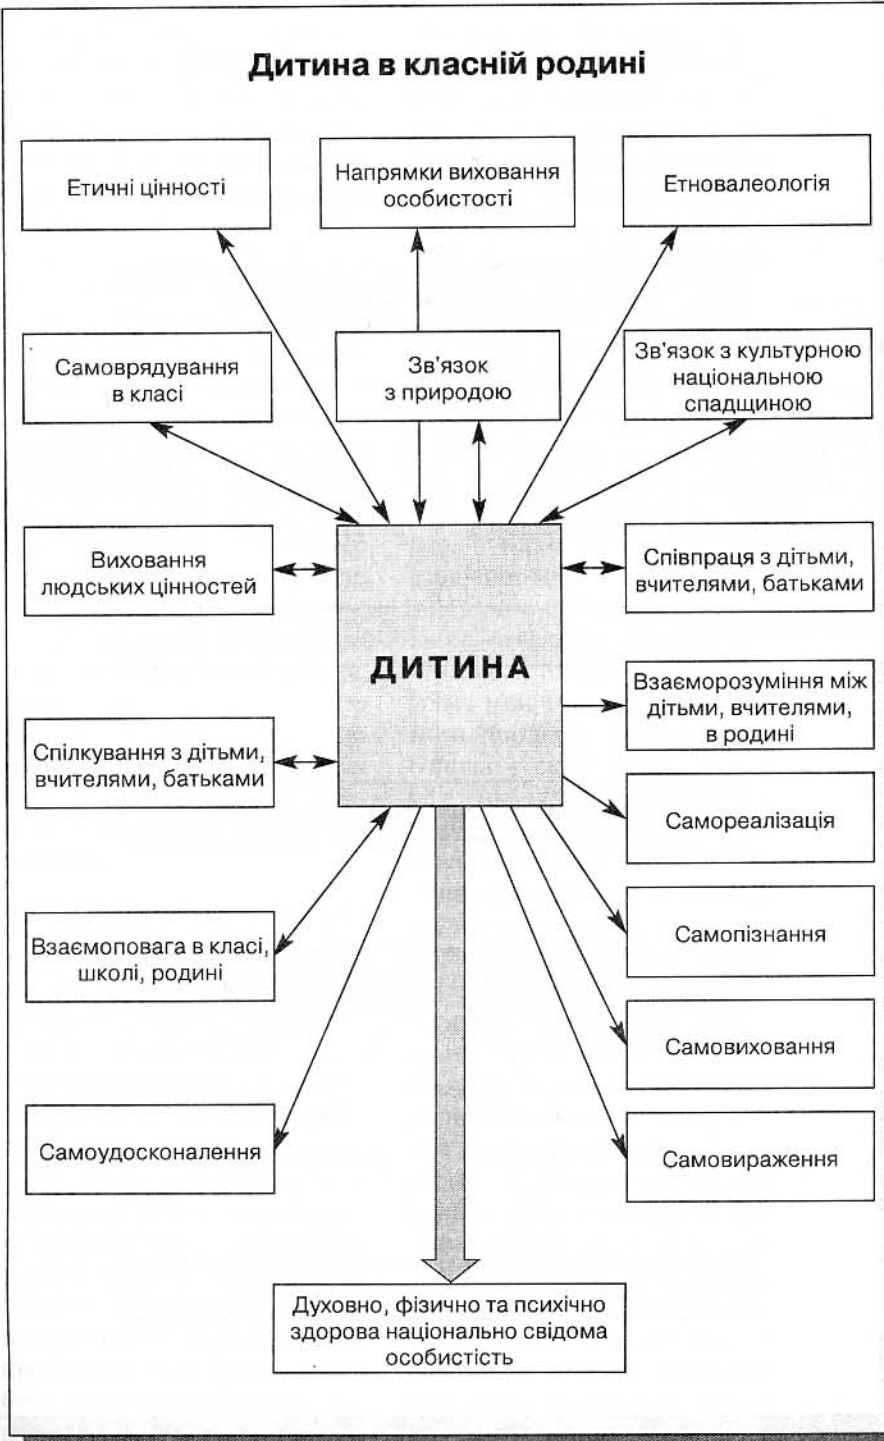 Дитина в класній родині
Етичні цінності
Напрямки виховання
особистості
Етновалеологія
Самоврядування
в класі
Зв'язок
з природою
Зв'язок з культурною
національною
спадщиною
Виховання
людських цінностей
Співпраця з дітьми,
вчителями, батьками
ДИТИНА
Взаєморозуміння між
дітьми, вчителями,
в родині
Спілкування з дітьми,
вчителями, батьками
Самореалізація
Взаємоповага в класі,
школі, родині
Самопізнання
Самовиховання
Самоудосконалення
Самовираження
Духовно, фізично та психічно
здорова національно свідома
особистість